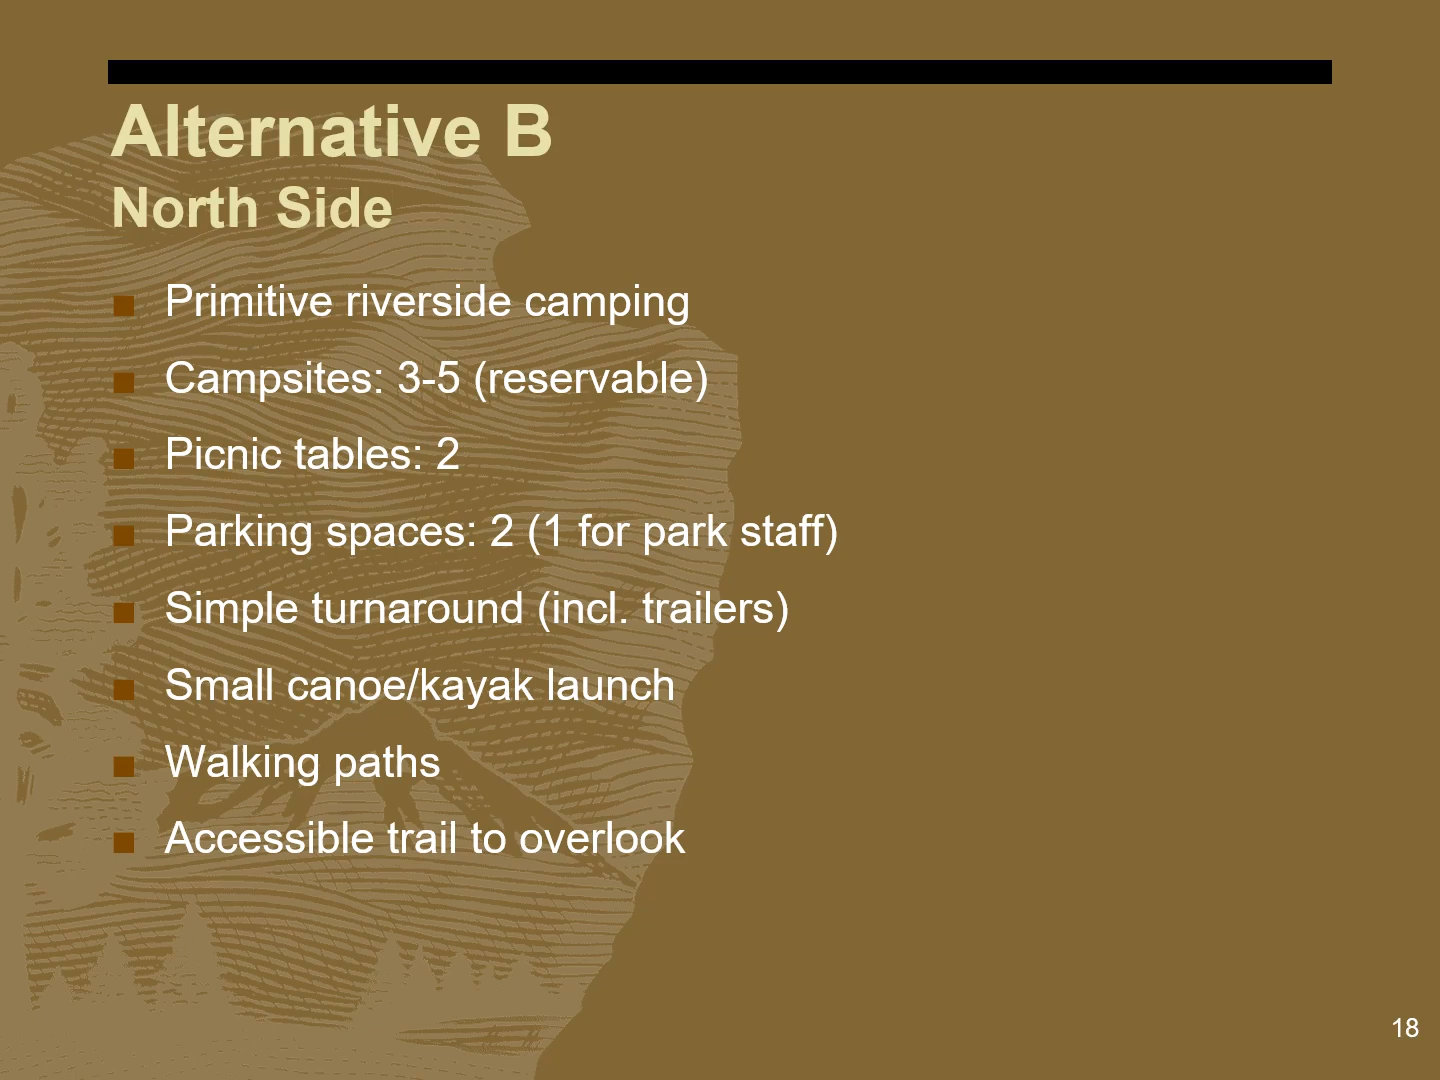 Alternative B
North Side
Primitive riverside camping
Campsites: 3-5 (reservable)
Picnic tables: 2
Parking spaces: 2 (1 for park staff)
Simple turnaround (incl. trailers)
Small canoe/kayak launch
Walking paths
Accessible trail to overlook
18